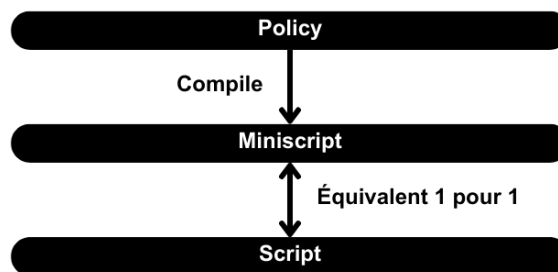 Policy
Compile
Miniscript
Équivalent 1 pour 1
Script